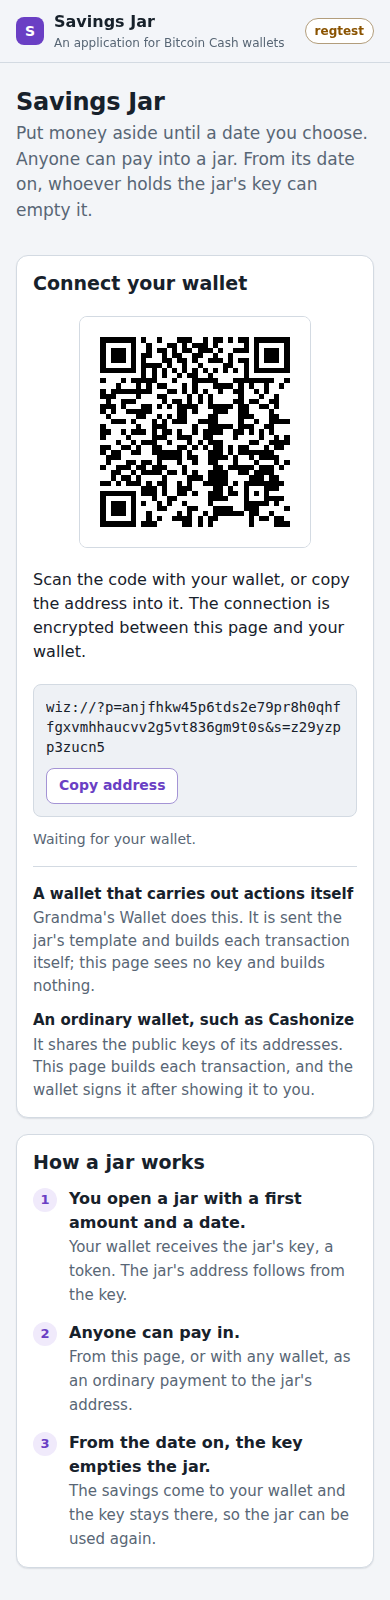 S
Savings Jar
An application for Bitcoin Cash wallets
regtest
Savings Jar
Put money aside until a date you choose.
Anyone can pay into a jar. From its date
on, whoever holds the jar's key can
empty it.
Connect your wallet
Scan the code with your wallet, or copy
the address into it. The connection is
encrypted between this page and your
wallet.
wiz://?p=anjfhkw45p6tds2e79pr8h0qhf
fgxvmhhaucvv2g5vt836gm9t0s&s=z29yzp
p3zucn5
Copy address
Waiting for your wallet.
A wallet that carries out actions itself
Grandma's Wallet does this. It is sent the
jar's template and builds each transaction
itself; this page sees no key and builds
nothing.
An ordinary wallet, such as Cashonize
It shares the public keys of its addresses.
This page builds each transaction, and the
wallet signs it after showing it to you.
How a jar works
1
You open a jar with a first
amount and a date.
Your wallet receives the jar's key, a
token. The jar's address follows from
the key.
2
Anyone can pay in.
From this page, or with any wallet, as
an ordinary payment to the jar's
address.
3
From the date on, the key
empties the jar.
The savings come to your wallet and
the key stays there, so the jar can be
used again.